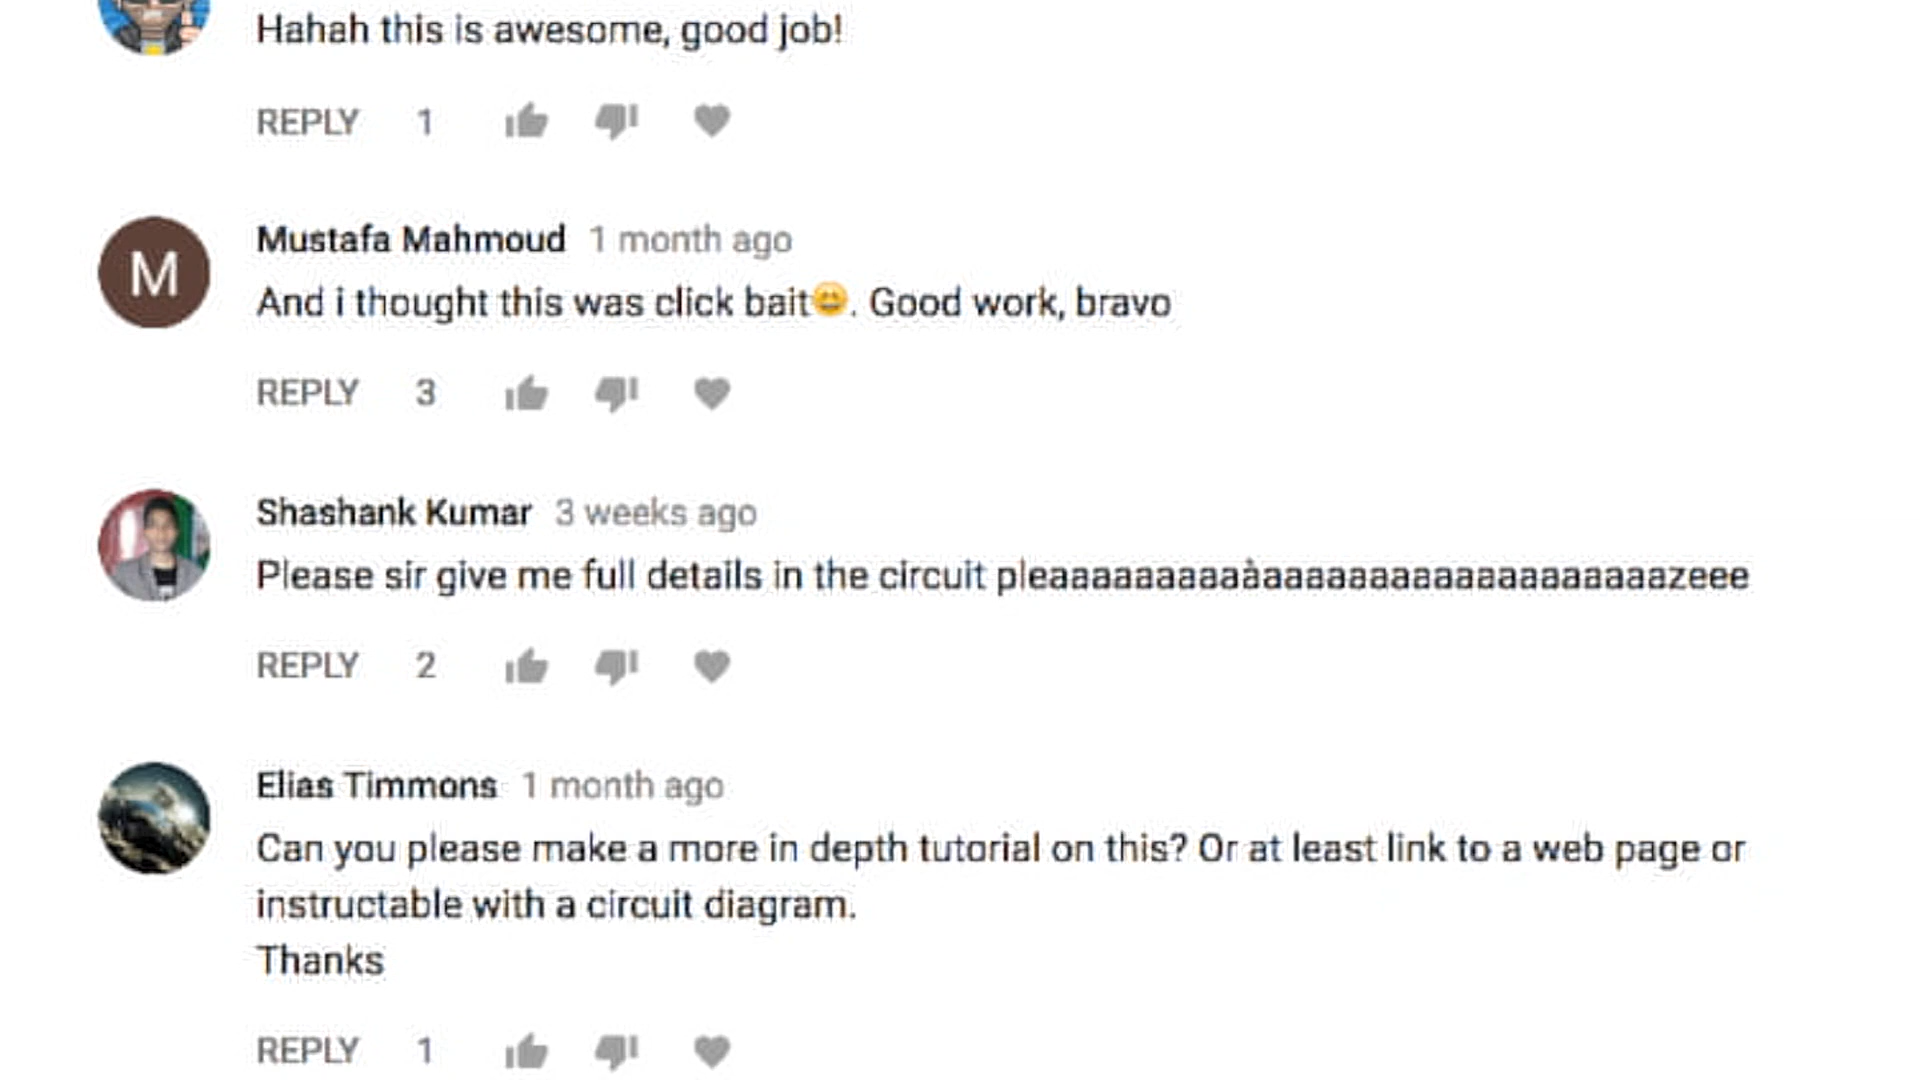 Hahah this is awesome, good job!
REPLY 1
M
Mustafa Mahmoud 1 month ago
And i thought this was click bait😄. Good work, bravo
REPLY 3
Shashank Kumar 3 weeks ago
Please sir give me full details in the circuit pleaaaaaaaaaàaaaaaaaaaaaaaaaaaaaazeee
REPLY 2
Elias Timmons 1 month ago
Can you please make a more in depth tutorial on this? Or at least link to a web page or
instructable with a circuit diagram.
Thanks
REPLY 1